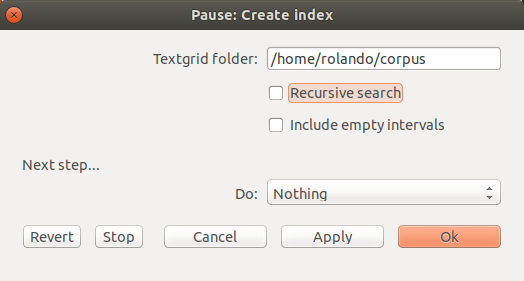 Pause: Create index
Textgrid folder: /home/rolando/corpus
Recursive search
Include empty intervals
Next step...
Do: Nothing
Revert Stop Cancel Apply Ok